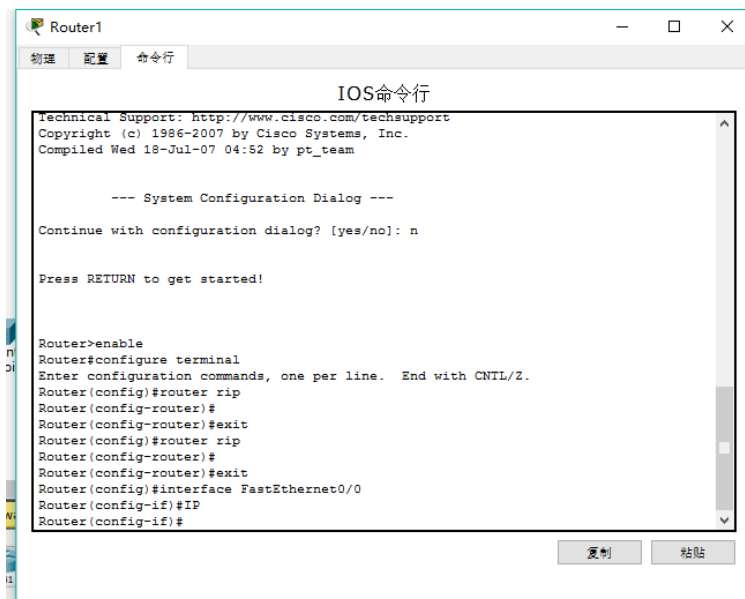 Router1
物理 配置 命令行
IOS命令行
Technical Support: http://www.cisco.com/techsupport
Copyright (c) 1986-2007 by Cisco Systems, Inc.
Compiled Wed 18-Jul-07 04:52 by pt_team
--- System Configuration Dialog ---
Continue with configuration dialog? [yes/no]: n
Press RETURN to get started!
Router>enable
Router#configure terminal
Enter configuration commands, one per line.  End with CNTL/Z.
Router(config)#router rip
Router(config-router)#
Router(config-router)#exit
Router(config)#router rip
Router(config-router)#
Router(config-router)#exit
Router(config)#interface FastEthernet0/0
Router(config-if)#IP
Router(config-if)#
复制 粘贴